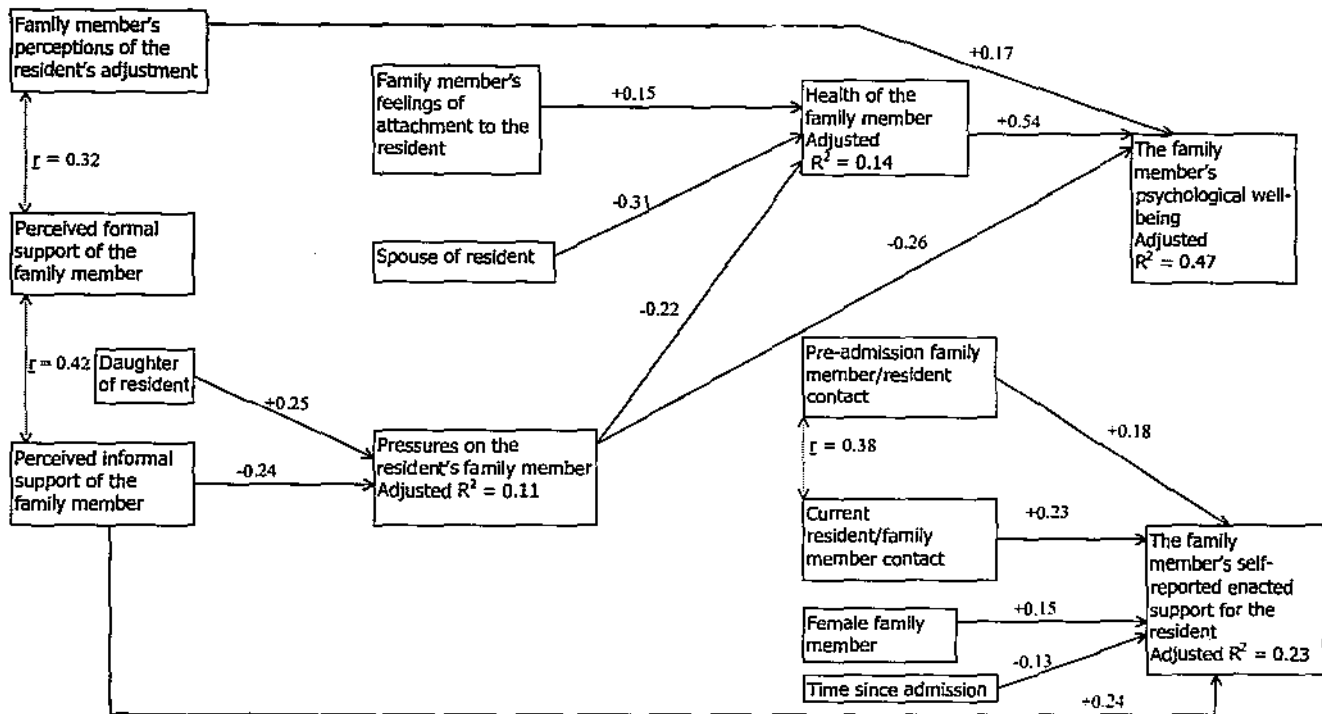 Family member's
perceptions of the
resident's adjustment
+0.17
Family member's
feelings of
attachment to the
resident
+0.15
Health of the
family member
Adjusted
R² = 0.14
+0.54
The family
member's
psychological well-
being
Adjusted
R² = 0.47
r = 0.32
-0.31
Perceived formal
support of the
family member
Spouse of resident
-0.26
-0.22
r = 0.42
Daughter
of resident
+0.25
Pre-admission family
member/resident
contact
+0.18
Perceived informal
support of the
family member
-0.24
Pressures on the
resident's family member
Adjusted R² = 0.11
r = 0.38
Current
resident/family
member contact
+0.23
The family
member's self-
reported enacted
support for the
resident
Adjusted R² = 0.23
Female family
member
+0.15
-0.13
Time since admission
+0.24